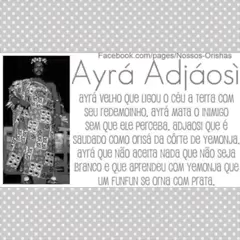 Facebook.com/pages/Nossos-Orishas
Ayrá Adjáosì
Ayrá velho que ligou o céu a terra com
seu redemoinho, Ayrá mata o inimigo
sem que ele perceba. Adjaosi que é
saudado como orisá da côrte de Yemonja.
Ayrá que não aceita nada que não seja
branco e que aprendeu com Yemonja que
um funfun se orna com prata.